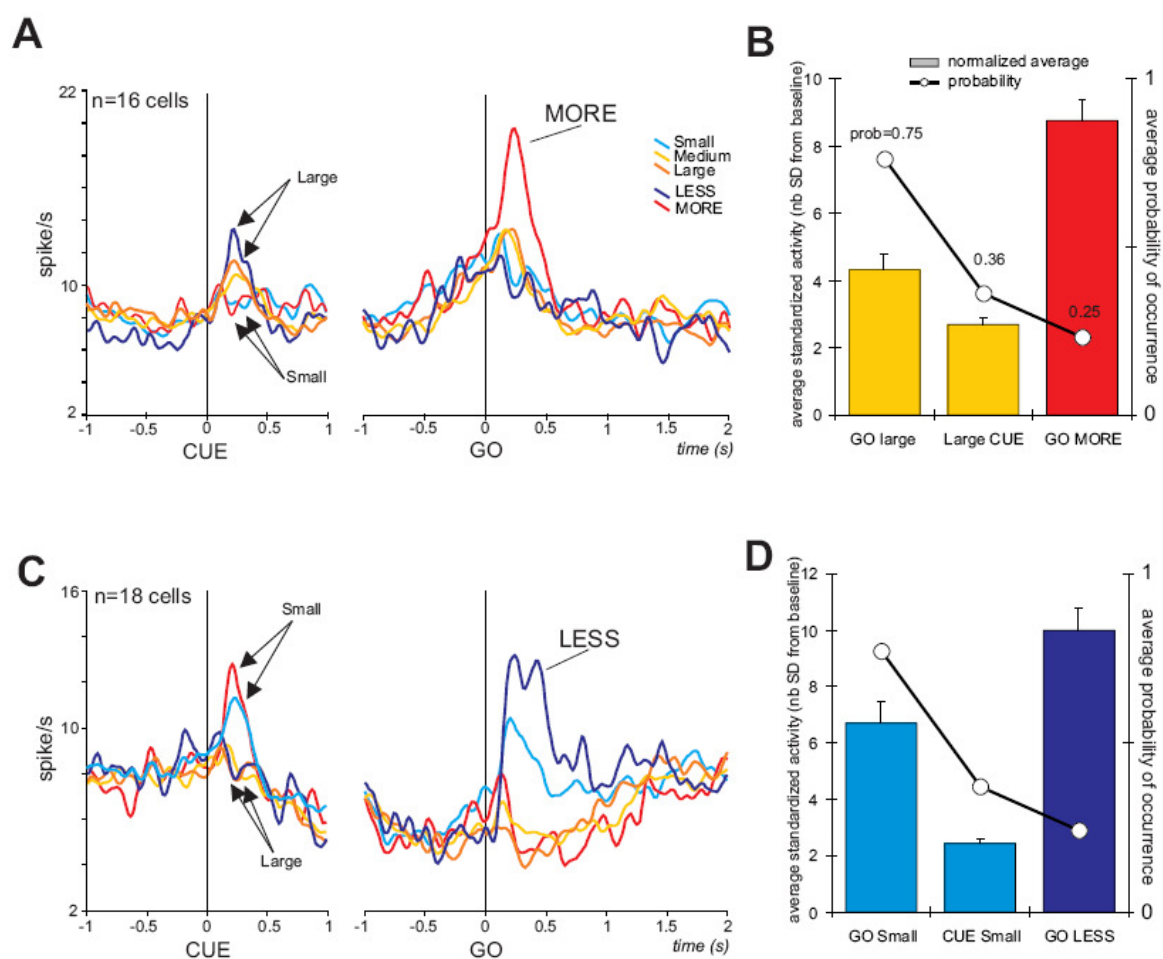 A
n=16 cells
22
10
2
spike/s
Large
Small
-1
-0.5
0
0.5
1
CUE
MORE
Small
Medium
Large
LESS
MORE
-1
-0.5
0
0.5
1
1.5
2
GO
time (s)
B
normalized average
probability
10
8
6
4
2
0
average standardized activity (nb SD from baseline)
prob=0.75
0.36
0.25
1
0
average probability of occurrence
GO large
Large CUE
GO MORE
C
n=18 cells
16
10
2
spike/s
Small
Large
-1
-0.5
0
0.5
1
CUE
LESS
-1
-0.5
0
0.5
1
1.5
2
GO
time (s)
D
12
10
8
6
4
2
0
average standardized activity (nb SD from baseline)
1
0
average probability of occurrence
GO Small
CUE Small
GO LESS